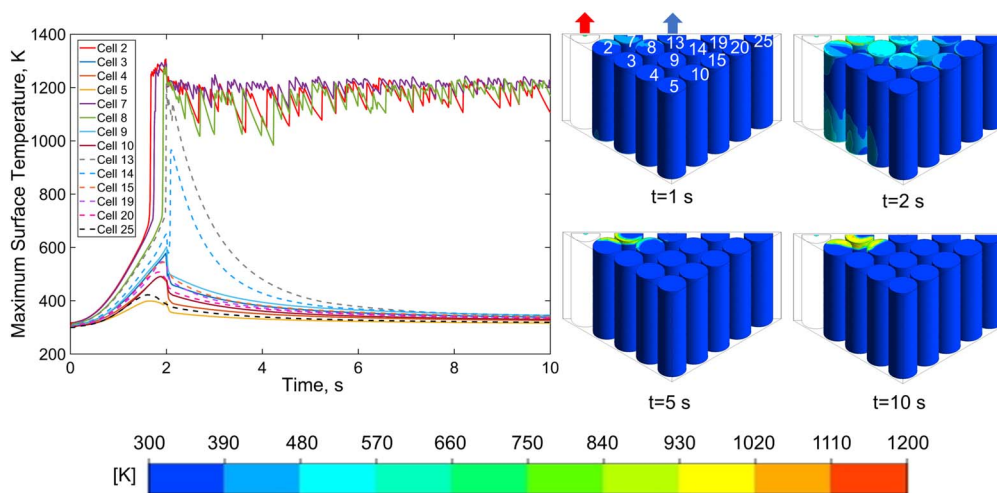 1400
1200
1000
800
600
400
200
Maximum Surface Temperature, K
Cell 2
Cell 3
Cell 4
Cell 5
Cell 7
Cell 8
Cell 9
Cell 10
Cell 13
Cell 14
Cell 15
Cell 19
Cell 20
Cell 25
0 2 4 6 8 10
Time, s
2 7 8 13 19 25
3 9 14 20
4 10 15
5
t=1 s
t=2 s
t=5 s
t=10 s
300 390 480 570 660 750 840 930 1020 1110 1200
[K]